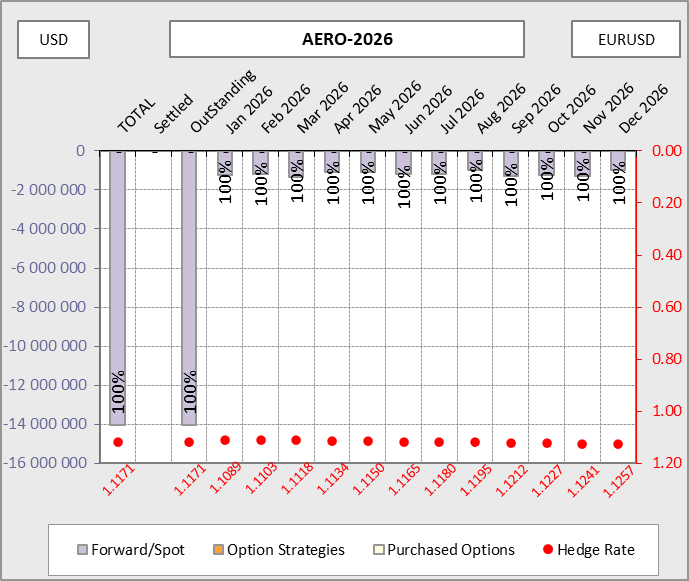 USD
AERO-2026
EURUSD
TOTAL
Settled
OutStanding
Jan 2026
Feb 2026
Mar 2026
Apr 2026
May 2026
Jun 2026
Jul 2026
Aug 2026
Sep 2026
Oct 2026
Nov 2026
Dec 2026
0
-2 000 000
-4 000 000
-6 000 000
-8 000 000
-10 000 000
-12 000 000
-14 000 000
-16 000 000
100%
100%
100%
100%
100%
100%
100%
100%
100%
100%
100%
100%
100%
100%
0.00
0.20
0.40
0.60
0.80
1.00
1.20
1.1171
1.1171
1.1089
1.1103
1.1118
1.1134
1.1150
1.1165
1.1180
1.1195
1.1212
1.1227
1.1241
1.1257
Forward/Spot
Option Strategies
Purchased Options
Hedge Rate